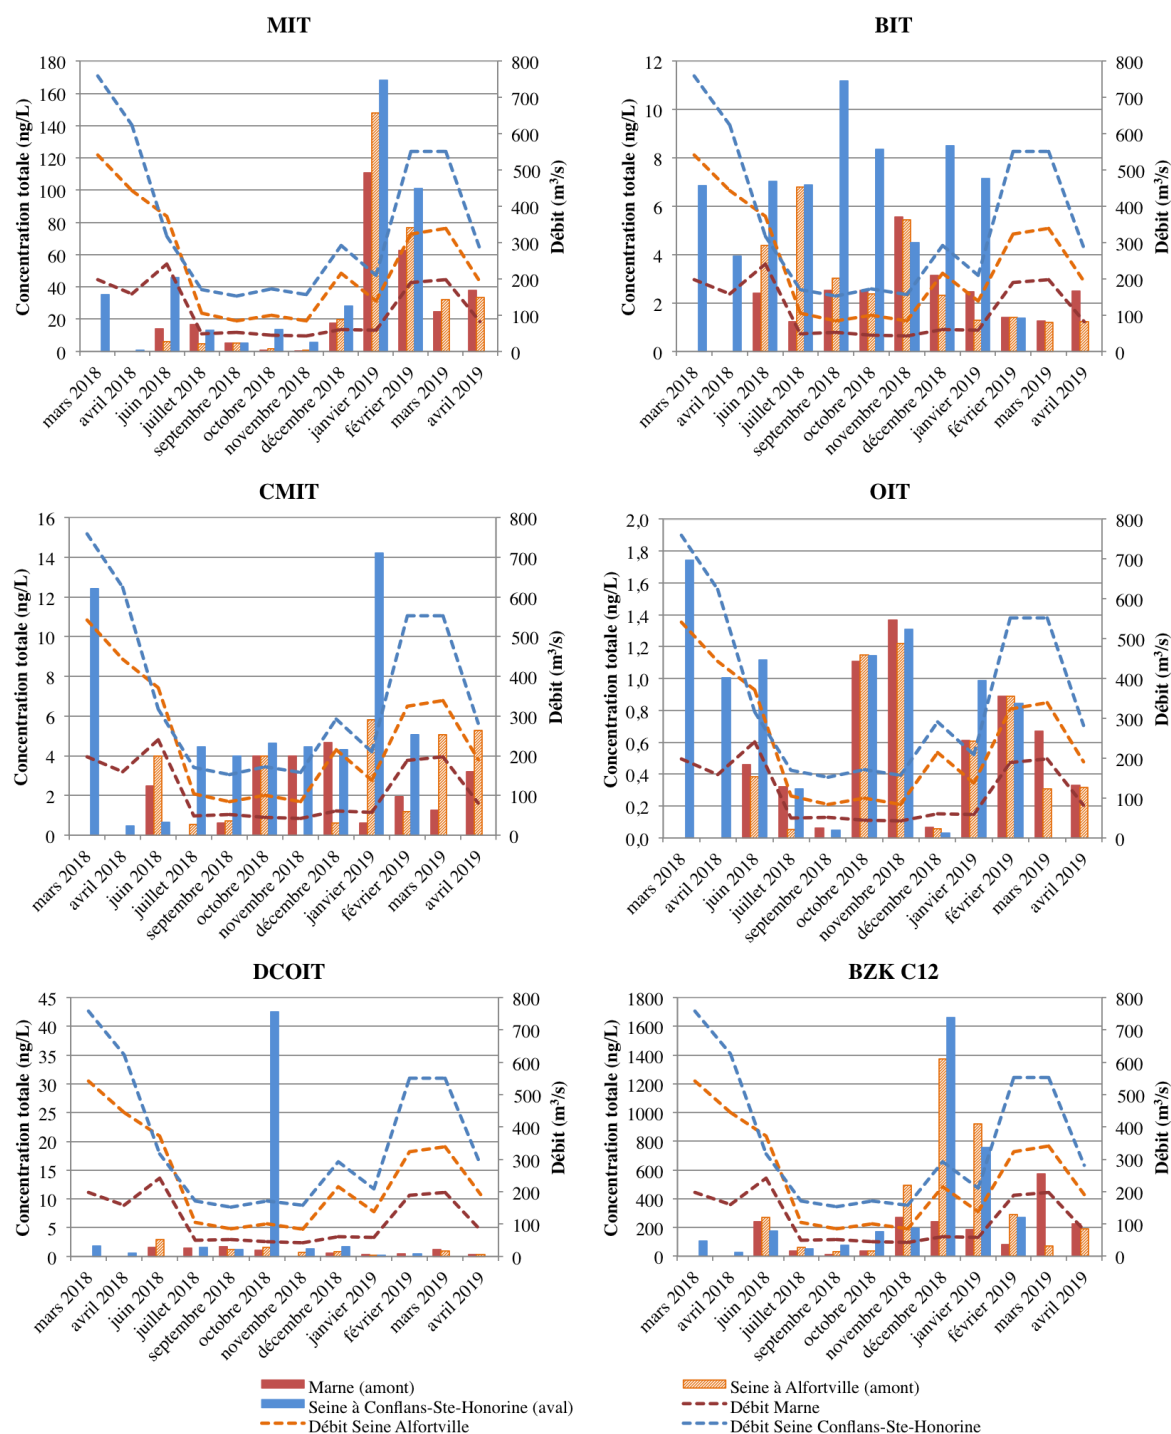 MIT
Concentration totale (ng/L)
180
160
140
120
100
80
60
40
20
0
800
700
600
500
400
300
200
100
0
Débit (m³/s)
mars 2018
avril 2018
juin 2018
juillet 2018
septembre 2018
octobre 2018
novembre 2018
décembre 2018
janvier 2019
février 2019
mars 2019
avril 2019
BIT
Concentration totale (ng/L)
12
10
8
6
4
2
0
800
700
600
500
400
300
200
100
0
Débit (m³/s)
mars 2018
avril 2018
juin 2018
juillet 2018
septembre 2018
octobre 2018
novembre 2018
décembre 2018
janvier 2019
février 2019
mars 2019
avril 2019
CMIT
Concentration totale (ng/L)
16
14
12
10
8
6
4
2
0
800
700
600
500
400
300
200
100
0
Débit (m³/s)
mars 2018
avril 2018
juin 2018
juillet 2018
septembre 2018
octobre 2018
novembre 2018
décembre 2018
janvier 2019
février 2019
mars 2019
avril 2019
OIT
Concentration totale (ng/L)
2,0
1,8
1,6
1,4
1,2
1,0
0,8
0,6
0,4
0,2
0,0
800
700
600
500
400
300
200
100
0
Débit (m³/s)
mars 2018
avril 2018
juin 2018
juillet 2018
septembre 2018
octobre 2018
novembre 2018
décembre 2018
janvier 2019
février 2019
mars 2019
avril 2019
DCOIT
Concentration totale (ng/L)
45
40
35
30
25
20
15
10
5
0
800
700
600
500
400
300
200
100
0
Débit (m³/s)
mars 2018
avril 2018
juin 2018
juillet 2018
septembre 2018
octobre 2018
novembre 2018
décembre 2018
janvier 2019
février 2019
mars 2019
avril 2019
BZK C12
Concentration totale (ng/L)
1800
1600
1400
1200
1000
800
600
400
200
0
800
700
600
500
400
300
200
100
0
Débit (m³/s)
mars 2018
avril 2018
juin 2018
juillet 2018
septembre 2018
octobre 2018
novembre 2018
décembre 2018
janvier 2019
février 2019
mars 2019
avril 2019
Marne (amont)
Seine à Alfortville (amont)
Seine à Conflans-Ste-Honorine (aval)
Débit Marne
Débit Seine Alfortville
Débit Seine Conflans-Ste-Honorine